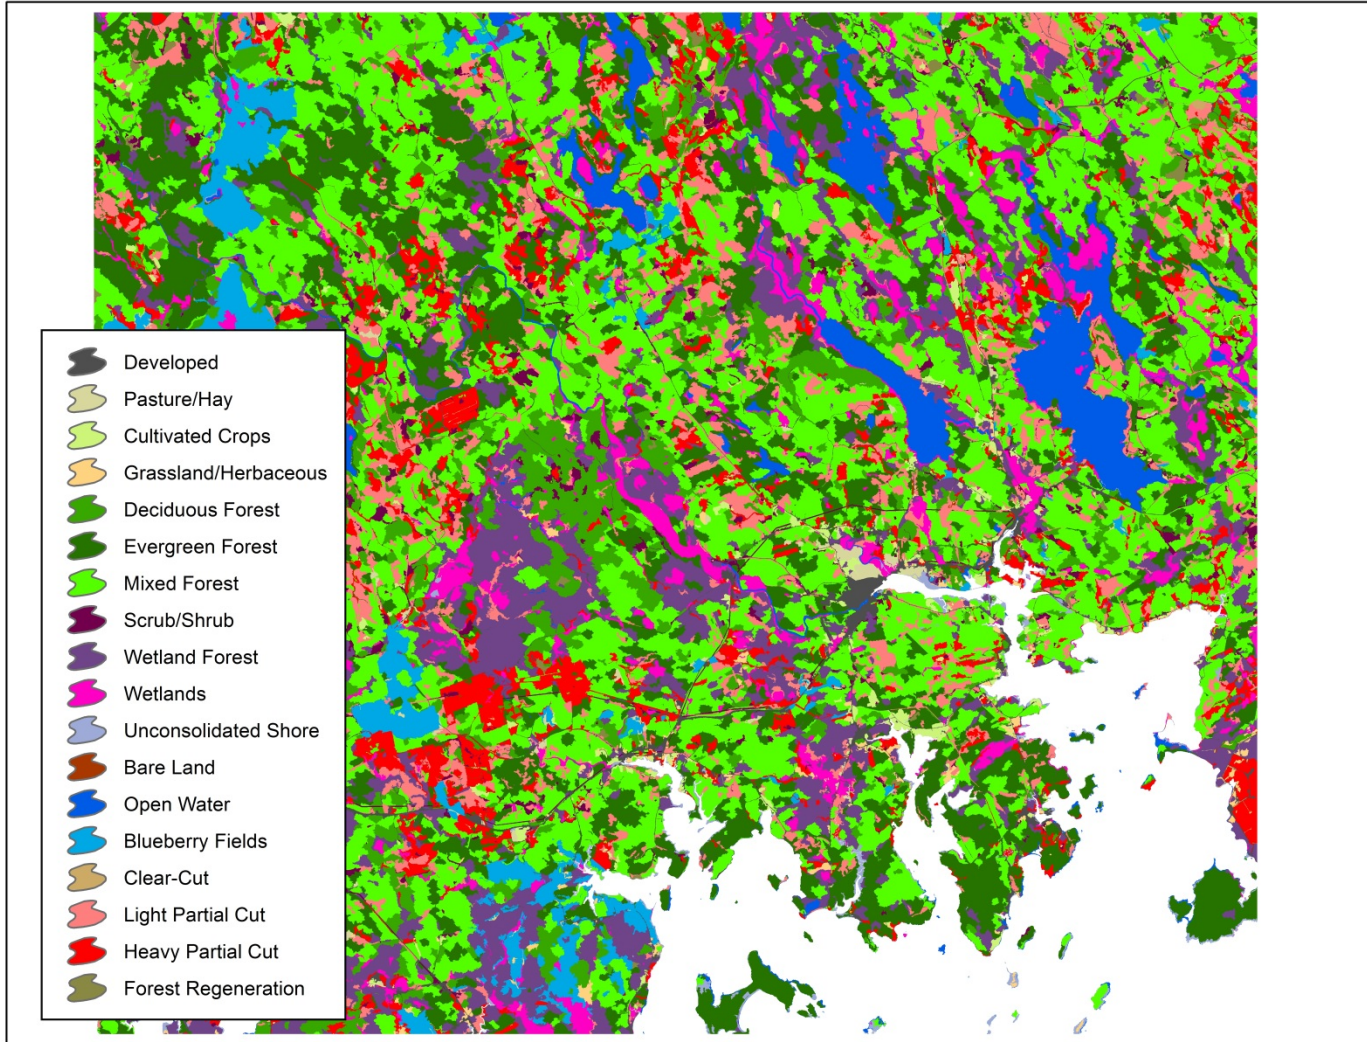 Developed
Pasture/Hay
Cultivated Crops
Grassland/Herbaceous
Deciduous Forest
Evergreen Forest
Mixed Forest
Scrub/Shrub
Wetland Forest
Wetlands
Unconsolidated Shore
Bare Land
Open Water
Blueberry Fields
Clear-Cut
Light Partial Cut
Heavy Partial Cut
Forest Regeneration